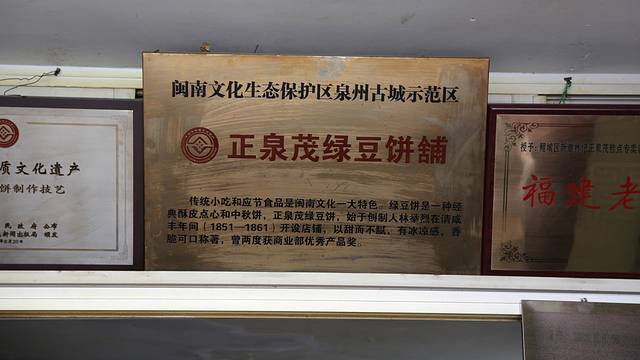 质文化遗产
饼制作技艺
民政府 公布
闽南文化生态保护区泉州古城示范区
正泉茂绿豆饼舖
传统小吃和应节食品是闽南文化一大特色。绿豆饼是一种经
典酥皮点心和中秋饼，正泉茂绿豆饼，始于创制人林举烈在清咸
丰年间（1851—1861）开设店铺，以甜而不腻、有冰凉感、香
脆可口称著，曾两度获商业部优秀产品奖。
福建老